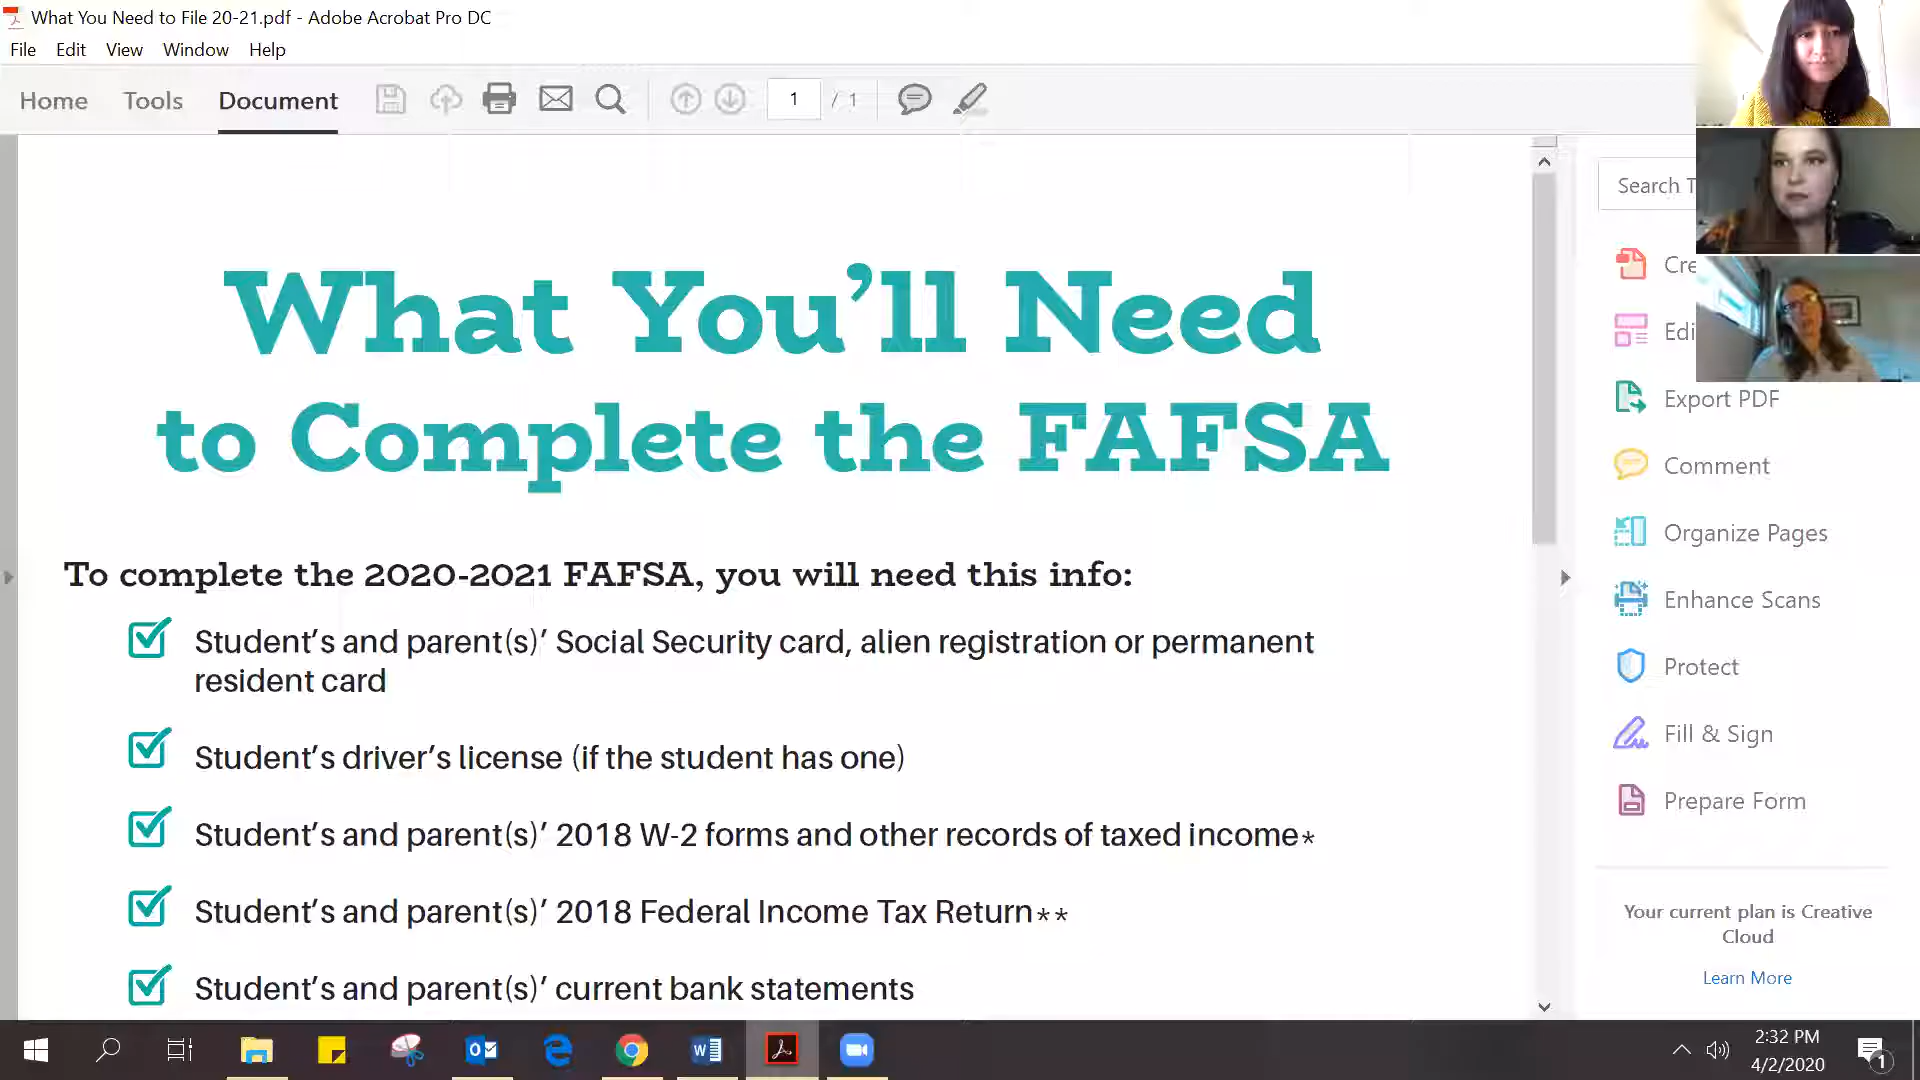 What You Need to File 20-21.pdf - Adobe Acrobat Pro DC
File Edit View Window Help
Home Tools Document 1 / 1
Search T
What You'll Need
to Complete the FAFSA
To complete the 2020-2021 FAFSA, you will need this info:
Student's and parent(s)' Social Security card, alien registration or permanent
resident card
Student's driver's license (if the student has one)
Student's and parent(s)' 2018 W-2 forms and other records of taxed income*
Student's and parent(s)' 2018 Federal Income Tax Return**
Student's and parent(s)' current bank statements
Cre
Edi
Export PDF
Comment
Organize Pages
Enhance Scans
Protect
Fill & Sign
Prepare Form
Your current plan is Creative
Cloud
Learn More
2:32 PM
4/2/2020
1